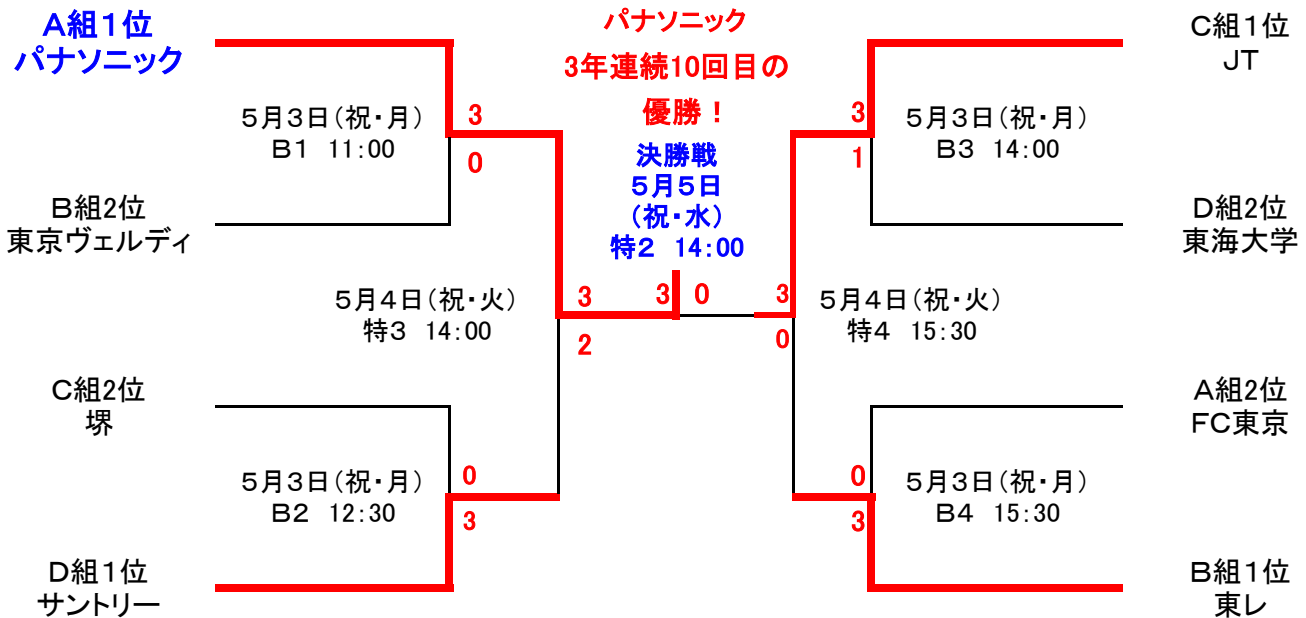 A組1位
パナソニック
5月3日(祝・月)
B1 11:00
3
0
B組2位
東京ヴェルディ
5月4日(祝・火)
特3 14:00
3
2
C組2位
堺
5月3日(祝・月)
B2 12:30
0
3
D組1位
サントリー
パナソニック
3年連続10回目の
優勝！
決勝戦
5月5日
(祝・水)
特2 14:00
3
0
C組1位
JT
3
1
5月3日(祝・月)
B3 14:00
D組2位
東海大学
3
0
5月4日(祝・火)
特4 15:30
A組2位
FC東京
0
3
5月3日(祝・月)
B4 15:30
B組1位
東レ